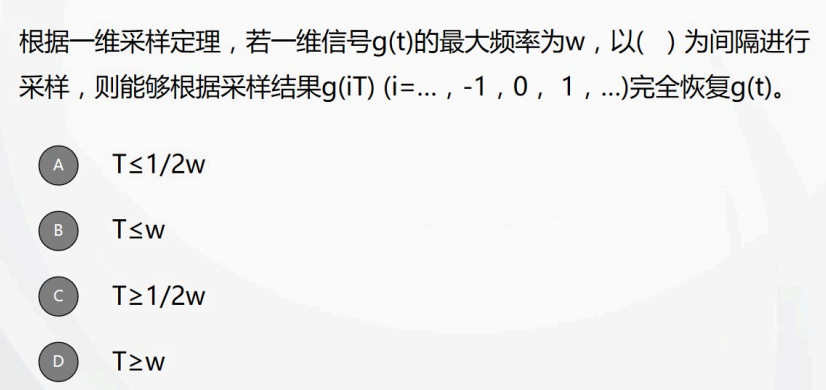 根据一维采样定理，若一维信号g(t)的最大频率为w，以(   ) 为间隔进行
采样，则能够根据采样结果g(iT) (i=...，-1，0， 1，...)完全恢复g(t)。
A T≤1/2w
B T≤w
C T≥1/2w
D T≥w